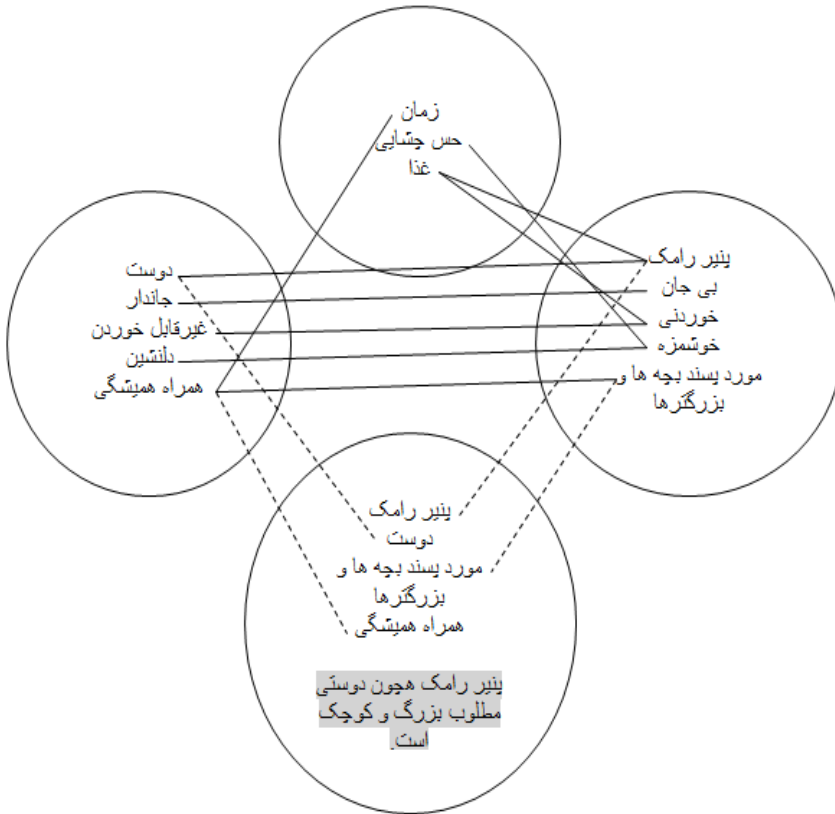 زمان
حس چشایی
غذا
پنیر رامک
بی جان
خوردنی
خوشمزه
مورد پسند بچه ها و
بزرگترها
دوست
جاندار
غیرقابل خوردن
دلنشین
همراه همیشگی
پنیر رامک
دوست
مورد پسند بچه ها و
بزرگترها
همراه همیشگی
پنیر رامک هچون دوستی
مطلوب بزرگ و کوچک
است.